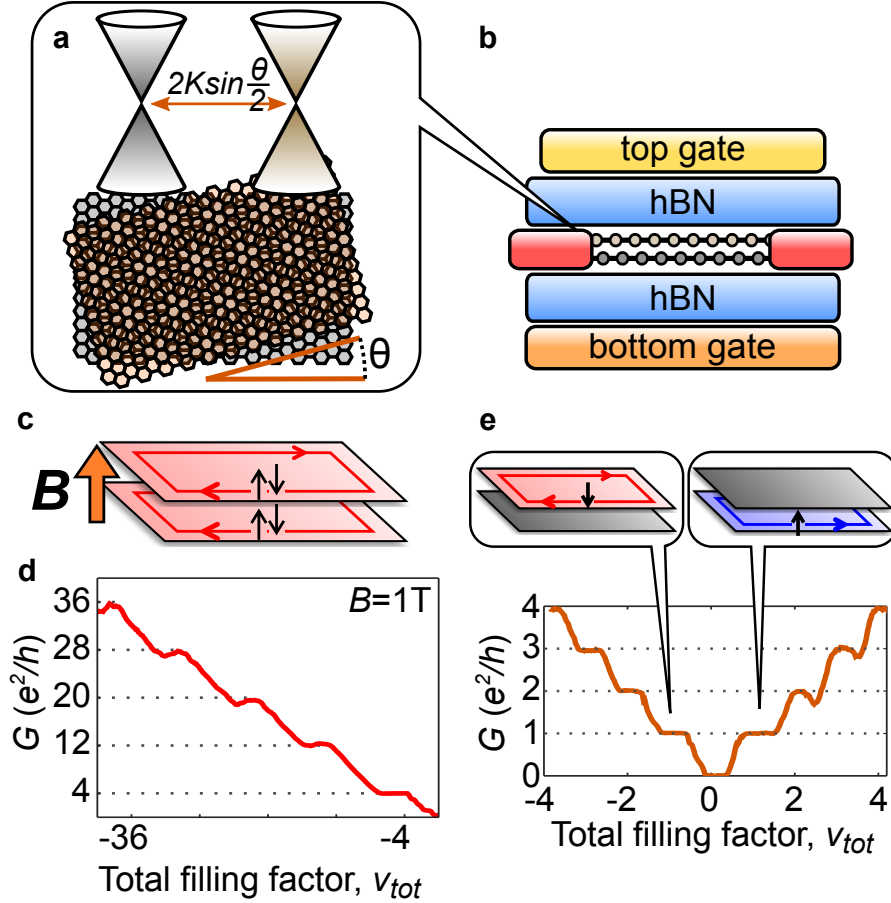 a
2Ksin θ/2
θ
b
top gate
hBN
hBN
bottom gate
c
B
d
B=1T
36
28
20
12
4
G (e²/h)
-36
-4
Total filling factor, ν_tot
e
4
3
2
1
0
G (e²/h)
-4
-2
0
2
4
Total filling factor, ν_tot